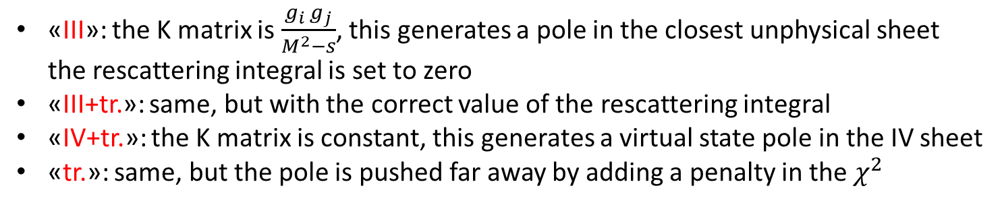 • «III»: the K matrix is \frac{g_i g_j}{M^2-s}, this generates a pole in the closest unphysical sheet
the rescattering integral is set to zero
• «III+tr.»: same, but with the correct value of the rescattering integral
• «IV+tr.»: the K matrix is constant, this generates a virtual state pole in the IV sheet
• «tr.»: same, but the pole is pushed far away by adding a penalty in the χ²